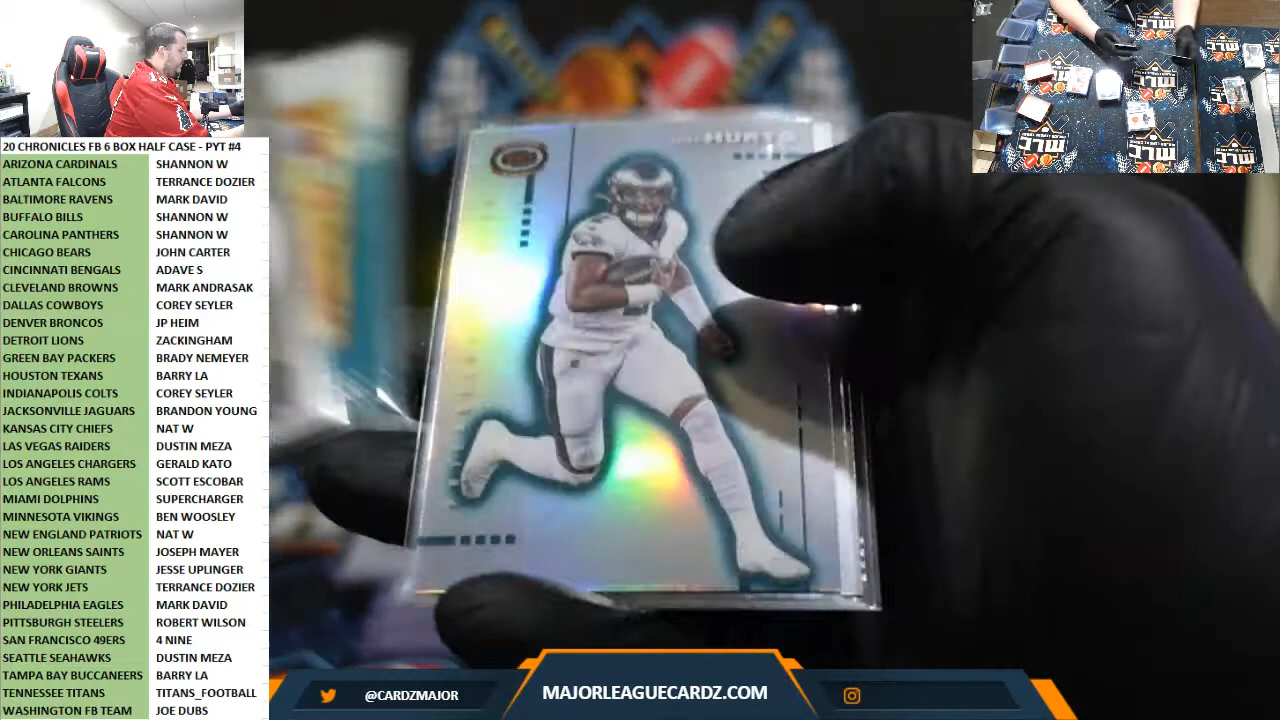 20 CHRONICLES FB 6 BOX HALF CASE - PYT #4
ARIZONA CARDINALS SHANNON W
ATLANTA FALCONS TERRANCE DOZIER
BALTIMORE RAVENS MARK DAVID
BUFFALO BILLS SHANNON W
CAROLINA PANTHERS SHANNON W
CHICAGO BEARS JOHN CARTER
CINCINNATI BENGALS ADAVE S
CLEVELAND BROWNS MARK ANDRASAK
DALLAS COWBOYS COREY SEYLER
DENVER BRONCOS JP HEIM
DETROIT LIONS ZACKINGHAM
GREEN BAY PACKERS BRADY NEMEYER
HOUSTON TEXANS BARRY LA
INDIANAPOLIS COLTS COREY SEYLER
JACKSONVILLE JAGUARS BRANDON YOUNG
KANSAS CITY CHIEFS NAT W
LAS VEGAS RAIDERS DUSTIN MEZA
LOS ANGELES CHARGERS GERALD KATO
LOS ANGELES RAMS SCOTT ESCOBAR
MIAMI DOLPHINS SUPERCHARGER
MINNESOTA VIKINGS BEN WOOSLEY
NEW ENGLAND PATRIOTS NAT W
NEW ORLEANS SAINTS JOSEPH MAYER
NEW YORK GIANTS JESSE UPLINGER
NEW YORK JETS TERRANCE DOZIER
PHILADELPHIA EAGLES MARK DAVID
PITTSBURGH STEELERS ROBERT WILSON
SAN FRANCISCO 49ERS 4 NINE
SEATTLE SEAHAWKS DUSTIN MEZA
TAMPA BAY BUCCANEERS BARRY LA
TENNESSEE TITANS TITANS_FOOTBALL
WASHINGTON FB TEAM JOE DUBS
HURTS
MLC
MLC
MLC
MLC
MLC
@CARDZMAJOR
MAJORLEAGUECARDZ.COM